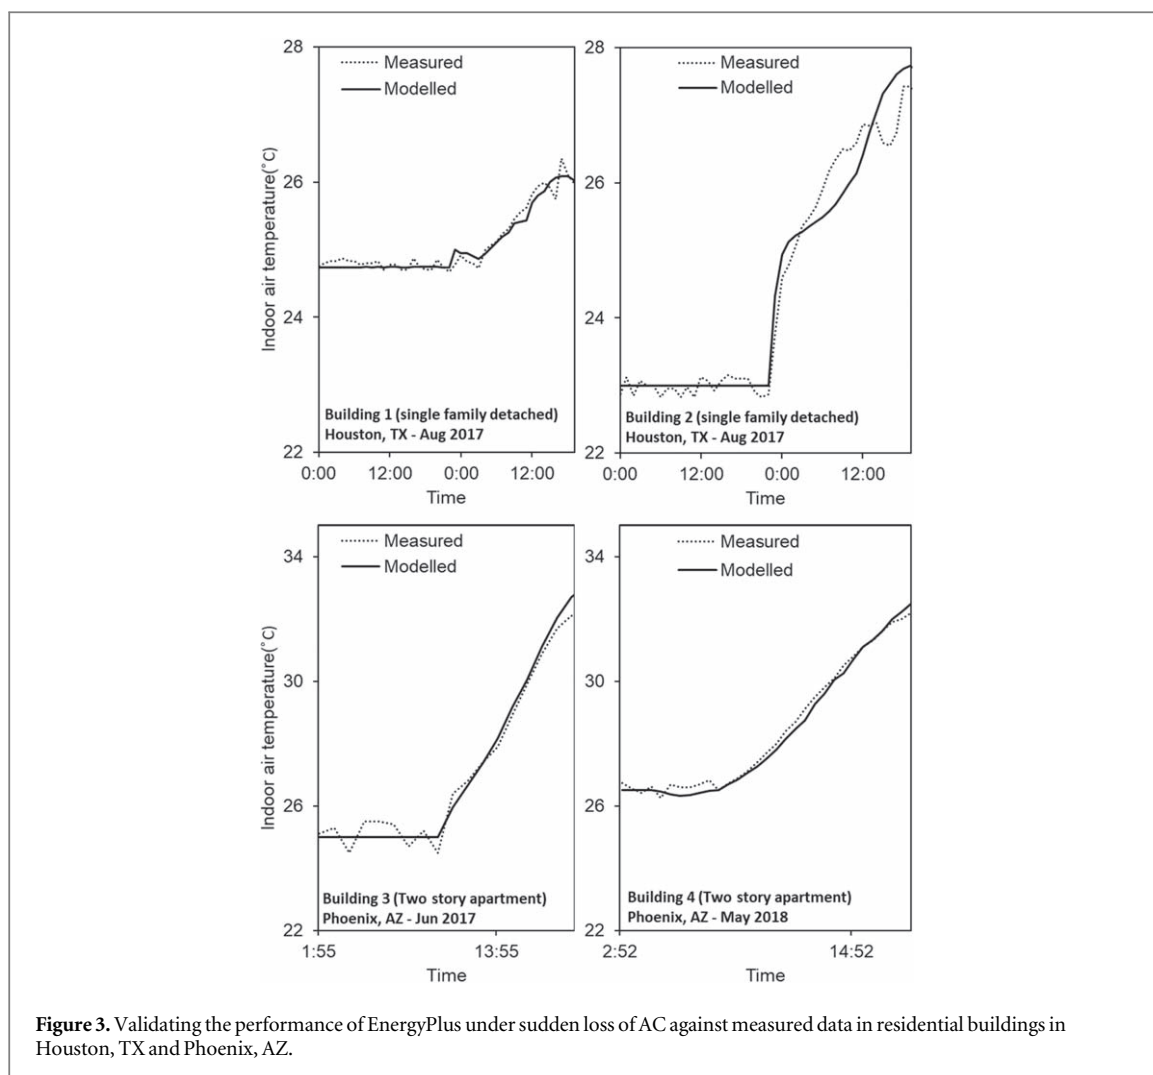 28
Measured
Modelled
26
24
22
Indoor air temperature(°C)
Building 1 (single family detached)
Houston, TX - Aug 2017
0:00 12:00 0:00 12:00
Time
28
Measured
Modelled
26
24
22
Building 2 (single family detached)
Houston, TX - Aug 2017
0:00 12:00 0:00 12:00
Time
34
Measured
Modelled
30
26
22
Indoor air temperature(°C)
Building 3 (Two story apartment)
Phoenix, AZ - Jun 2017
1:55 13:55
Time
34
Measured
Modelled
30
26
22
Building 4 (Two story apartment)
Phoenix, AZ - May 2018
2:52 14:52
Time
Figure 3. Validating the performance of EnergyPlus under sudden loss of AC against measured data in residential buildings in
Houston, TX and Phoenix, AZ.